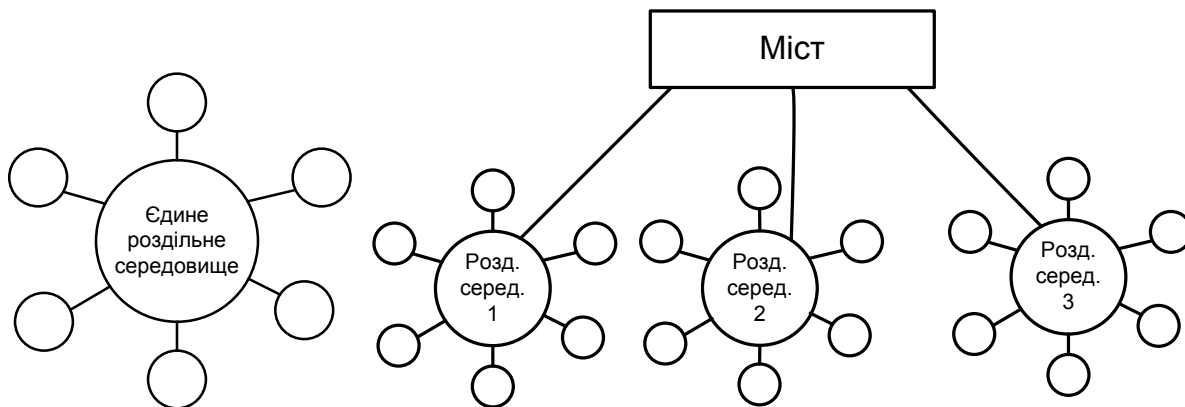 Міст
Єдине
роздільне
середовище
Розд.
серед.
1
Розд.
серед.
2
Розд.
серед.
3